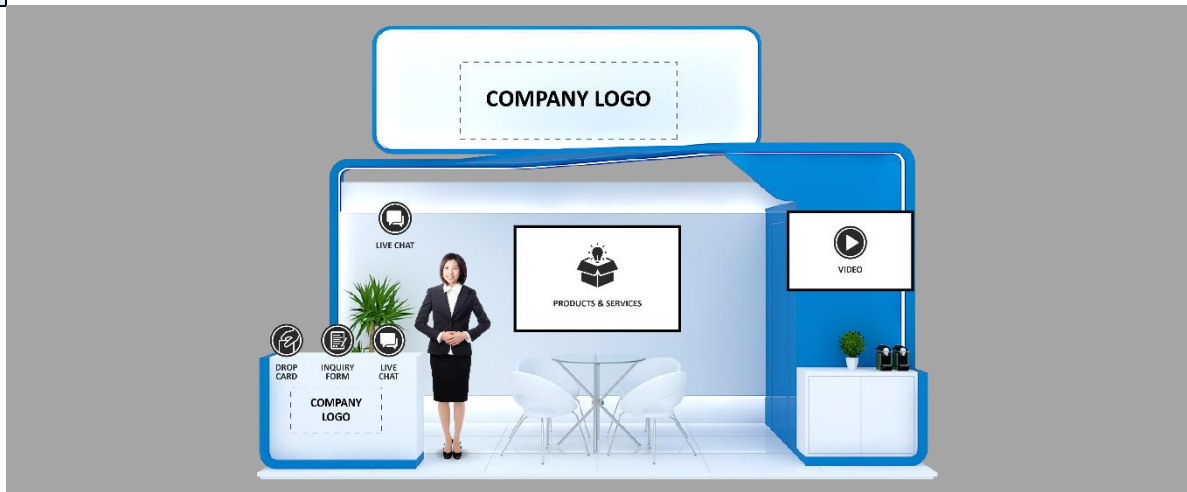 COMPANY LOGO
LIVE CHAT
PRODUCTS & SERVICES
VIDEO
DROP
CARD
INQUIRY
FORM
LIVE
CHAT
COMPANY
LOGO